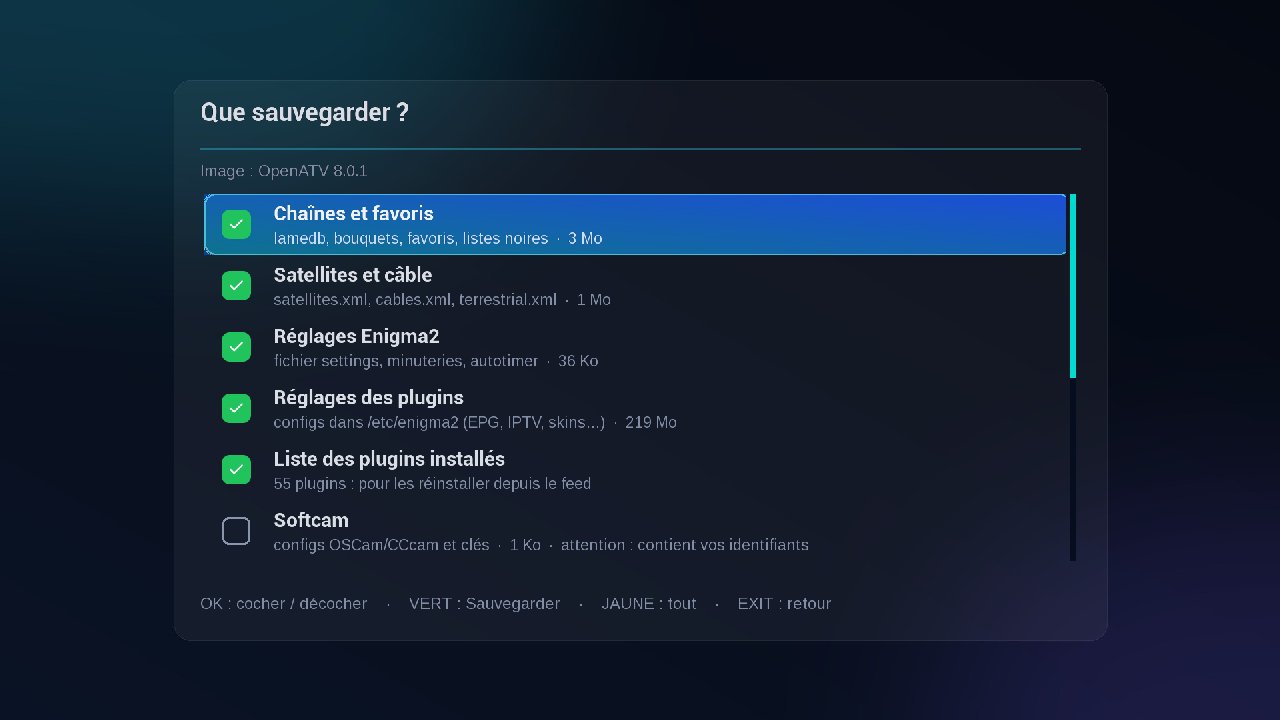 Que sauvegarder ?
Image : OpenATV 8.0.1
Chaînes et favoris
lamedb, bouquets, favoris, listes noires · 3 Mo
Satellites et câble
satellites.xml, cables.xml, terrestrial.xml · 1 Mo
Réglages Enigma2
fichier settings, minuteries, autotimer · 36 Ko
Réglages des plugins
configs dans /etc/enigma2 (EPG, IPTV, skins...) · 219 Mo
Liste des plugins installés
55 plugins : pour les réinstaller depuis le feed
Softcam
configs OSCam/CCcam et clés · 1 Ko · attention : contient vos identifiants
OK : cocher / décocher · VERT : Sauvegarder · JAUNE : tout · EXIT : retour